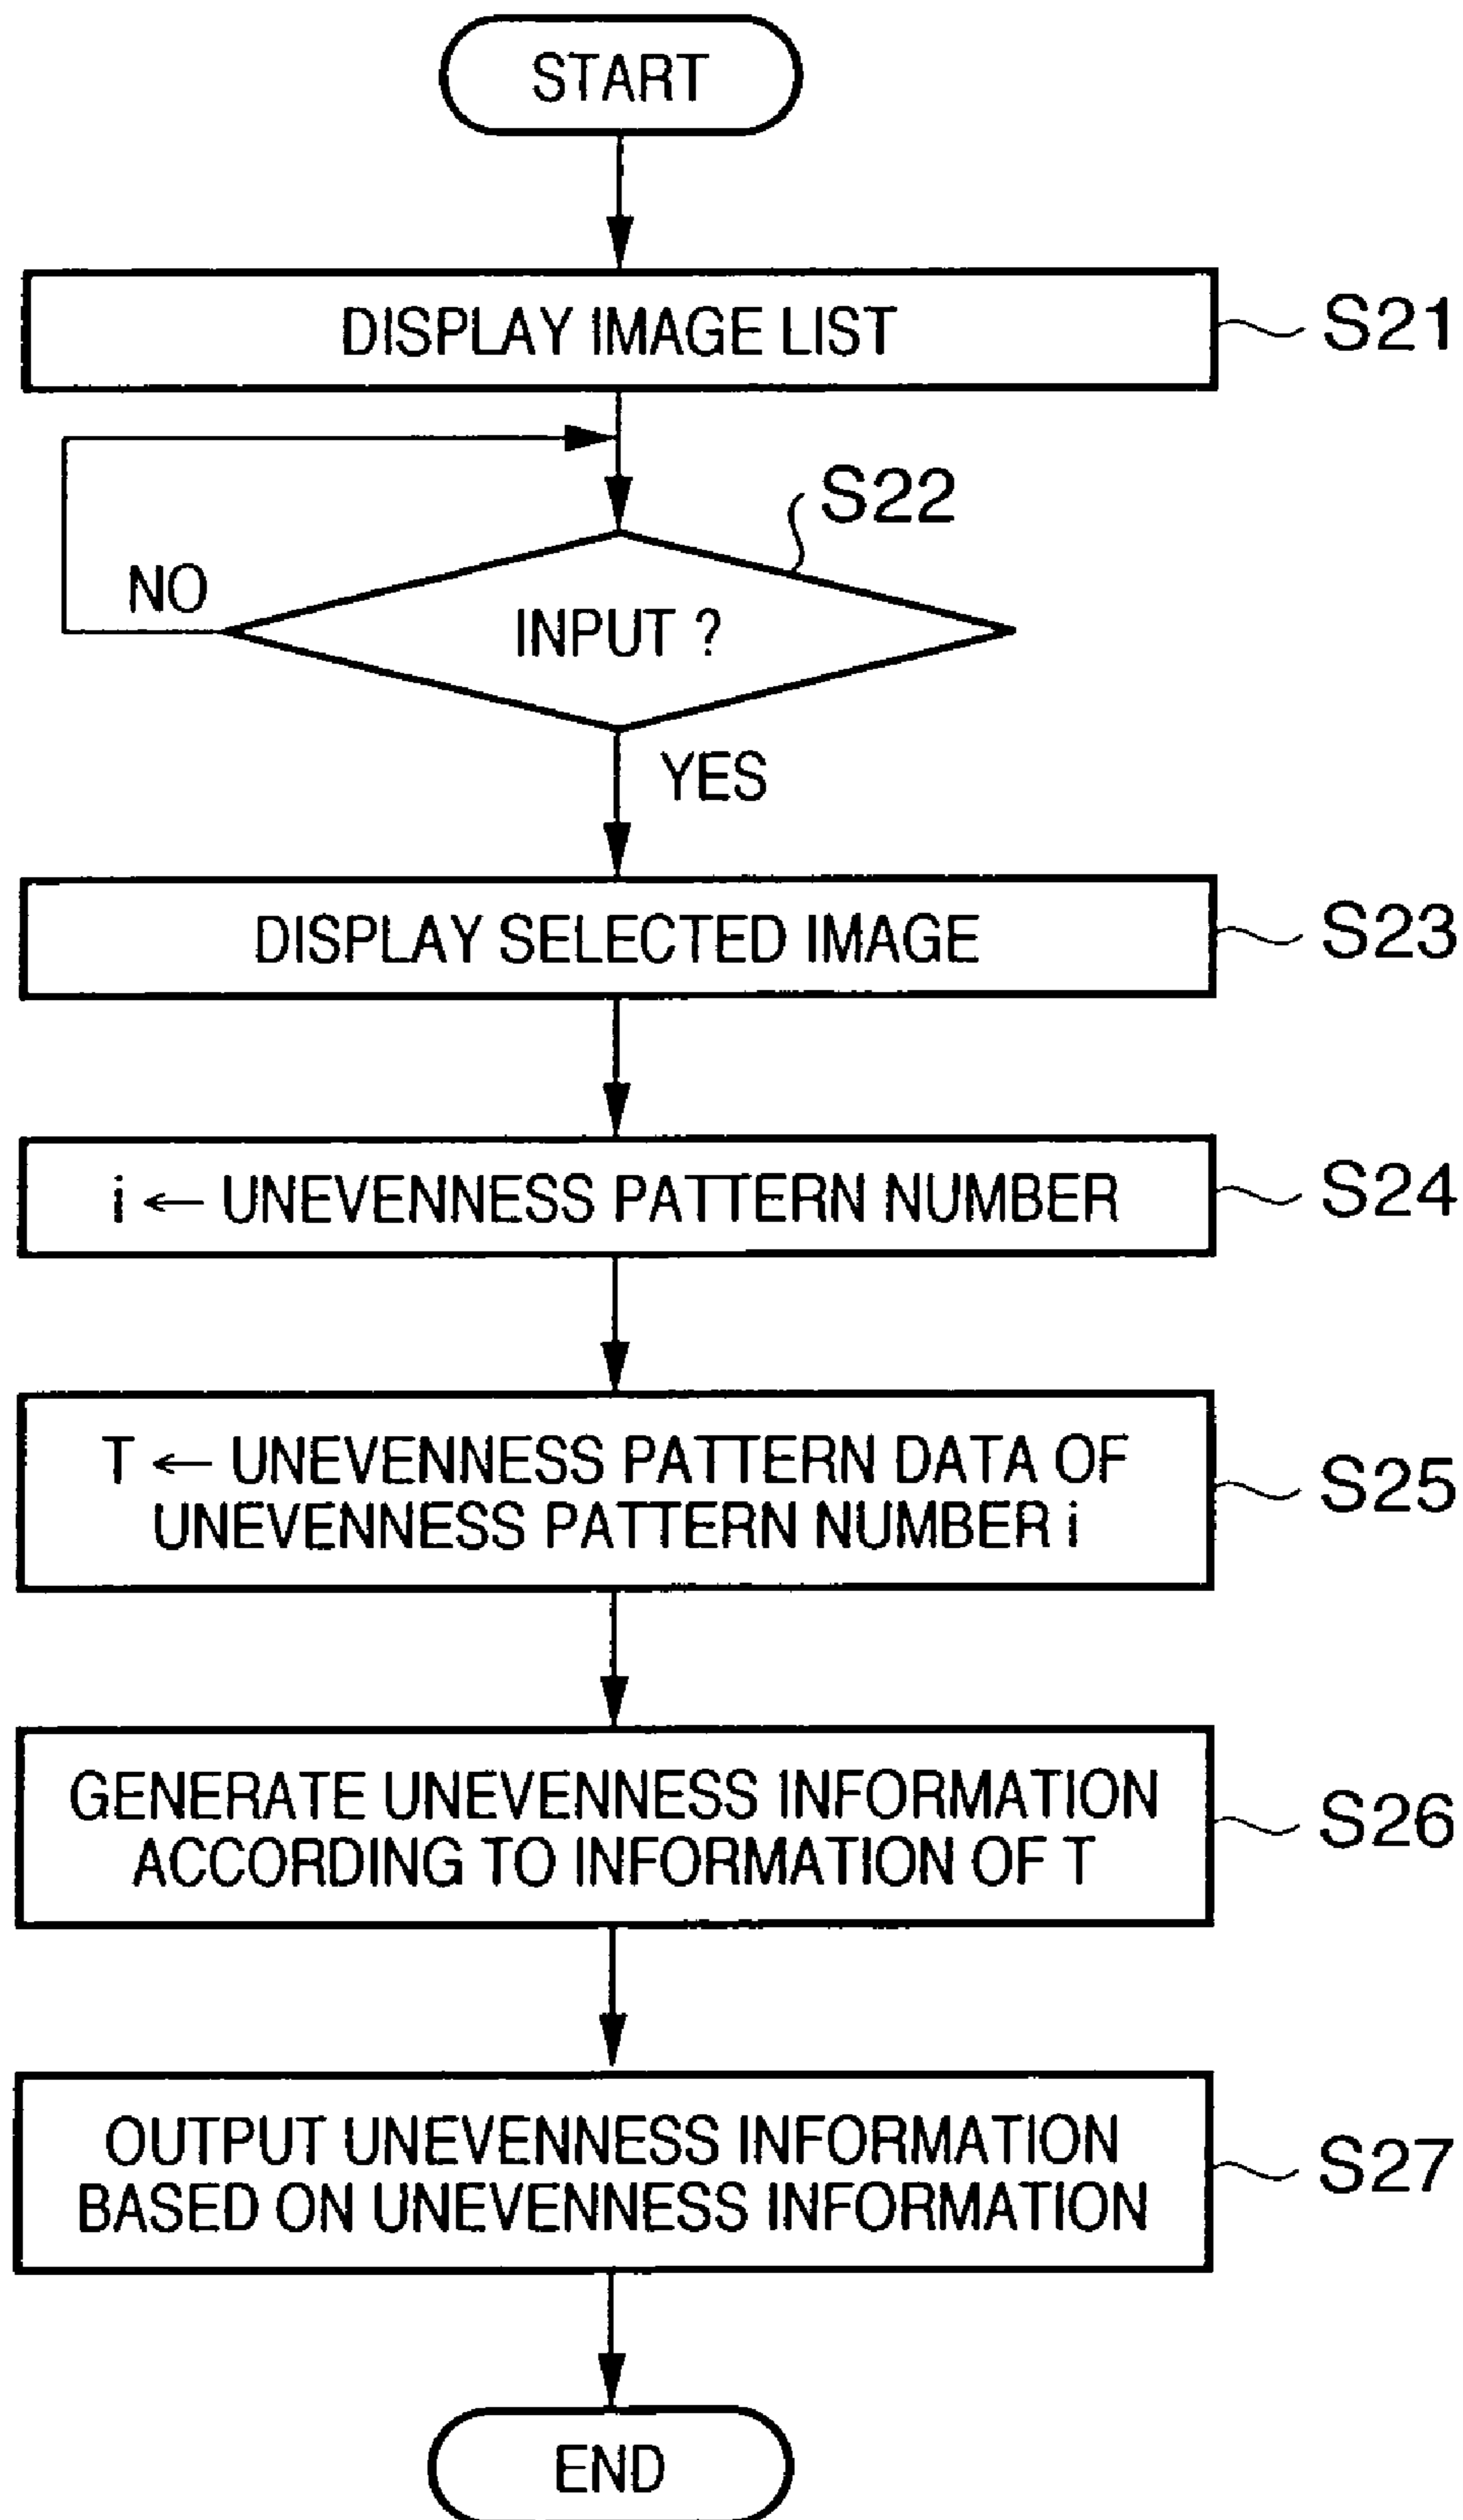 START
DISPLAY IMAGE LIST
S21
S22
NO
INPUT ?
YES
DISPLAY SELECTED IMAGE
S23
i ← UNEVENNESS PATTERN NUMBER
S24
T ← UNEVENNESS PATTERN DATA OF
UNEVENNESS PATTERN NUMBER i
S25
GENERATE UNEVENNESS INFORMATION
ACCORDING TO INFORMATION OF T
S26
OUTPUT UNEVENNESS INFORMATION
BASED ON UNEVENNESS INFORMATION
S27
END